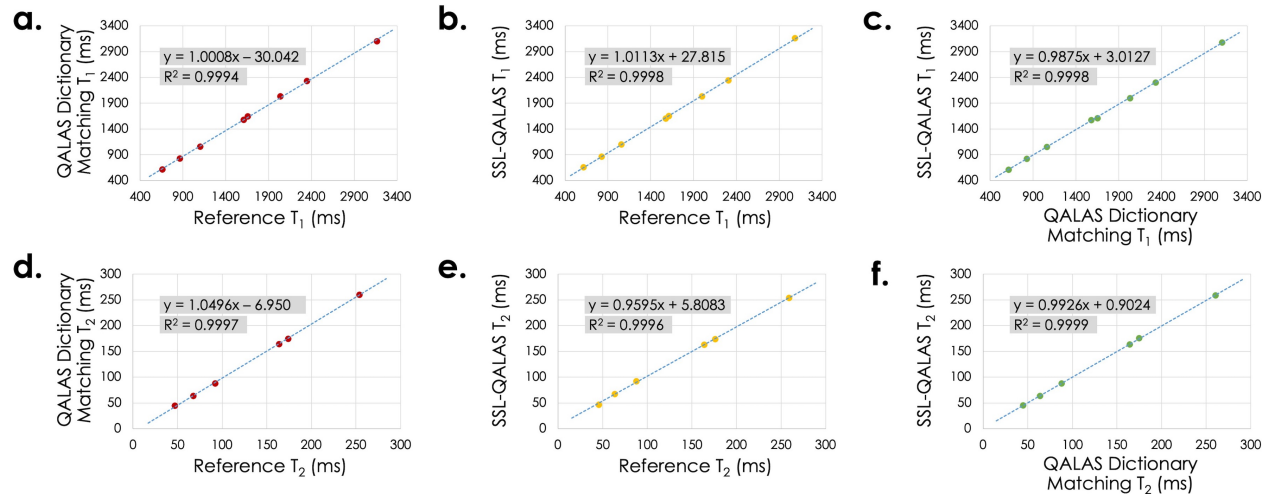 a.
QALAS Dictionary
Matching T₁ (ms)
3400
2900
2400
1900
1400
900
400
y = 1.0008x – 30.042
R² = 0.9994
400 900 1400 1900 2400 2900 3400
Reference T₁ (ms)
b.
SSL-QALAS T₁ (ms)
3400
2900
2400
1900
1400
900
400
y = 1.0113x + 27.815
R² = 0.9998
400 900 1400 1900 2400 2900 3400
Reference T₁ (ms)
c.
SSL-QALAS T₁ (ms)
3400
2900
2400
1900
1400
900
400
y = 0.9875x + 3.0127
R² = 0.9998
400 900 1400 1900 2400 2900 3400
QALAS Dictionary
Matching T₁ (ms)
d.
QALAS Dictionary
Matching T₂ (ms)
300
250
200
150
100
50
0
y = 1.0496x – 6.950
R² = 0.9997
0 50 100 150 200 250 300
Reference T₂ (ms)
e.
SSL-QALAS T₂ (ms)
300
250
200
150
100
50
0
y = 0.9595x + 5.8083
R² = 0.9996
0 50 100 150 200 250 300
Reference T₂ (ms)
f.
SSL-QALAS T₂ (ms)
300
250
200
150
100
50
0
y = 0.9926x + 0.9024
R² = 0.9999
0 50 100 150 200 250 300
QALAS Dictionary
Matching T₂ (ms)